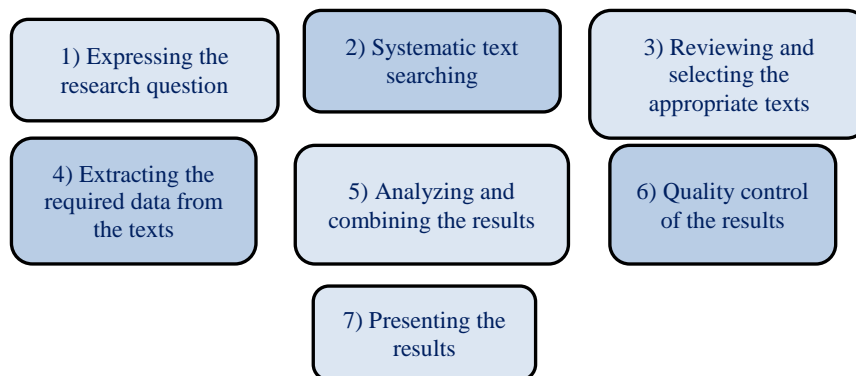 1) Expressing the
research question
2) Systematic text
searching
3) Reviewing and
selecting the
appropriate texts
4) Extracting the
required data from
the texts
5) Analyzing and
combining the results
6) Quality control
of the results
7) Presenting the
results